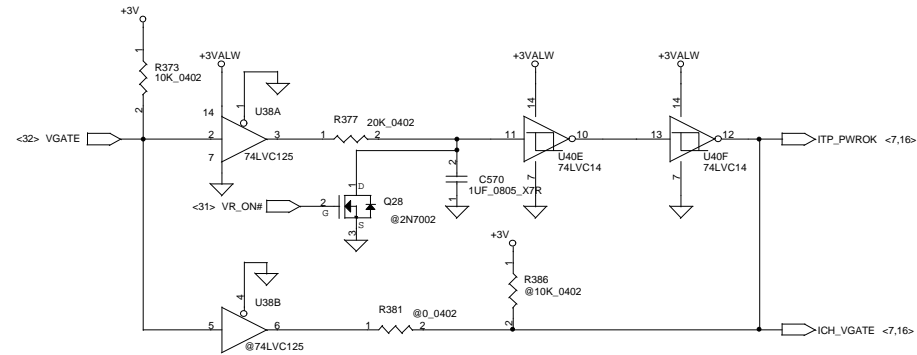 +3V
+3VALW
+3VALW
+3VALW
1
R373
10K_0402
2
14
1
U38A
<32> VGATE
2
3
7
74LVC125
R377
1
2
20K_0402
14
11
10
7
U40E
74LVC14
14
13
12
7
U40F
74LVC14
ITP_PWROK <7,16>
2
C570
1UF_0805_X7R
1
<31> VR_ON#
2
G
1
D
S
3
Q28
@2N7002
+3V
1
R386
@10K_0402
2
4
U38B
5
6
@74LVC125
R381
@0_0402
1
2
ICH_VGATE <7,16>